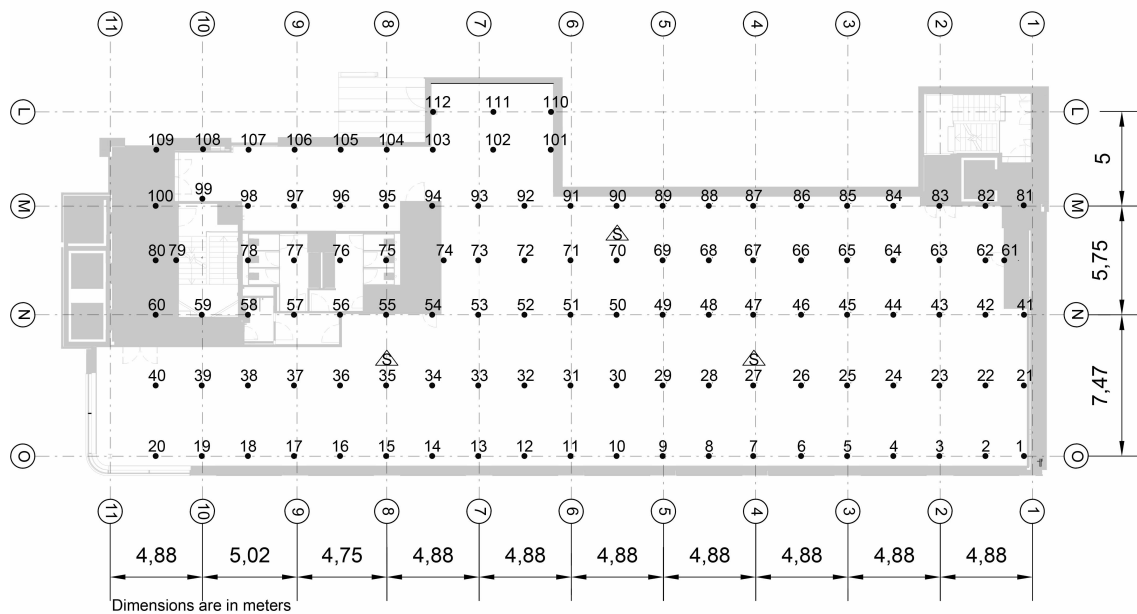 11 10 9 8 7 6 5 4 3 2 1
L 112 111 110 L
109 108 107 106 105 104 103 102 101
5
99
M 100 98 97 96 95 94 93 92 91 90 89 88 87 86 85 84 83 82 81 M
S
80 79 78 77 76 75 74 73 72 71 70 69 68 67 66 65 64 63 62 61
5,75
N 60 59 58 57 56 55 54 53 52 51 50 49 48 47 46 45 44 43 42 41 N
S S
40 39 38 37 36 35 34 33 32 31 30 29 28 27 26 25 24 23 22 21
7,47
O 20 19 18 17 16 15 14 13 12 11 10 9 8 7 6 5 4 3 2 1 O
11 10 9 8 7 6 5 4 3 2 1
4,88 5,02 4,75 4,88 4,88 4,88 4,88 4,88 4,88 4,88
Dimensions are in meters